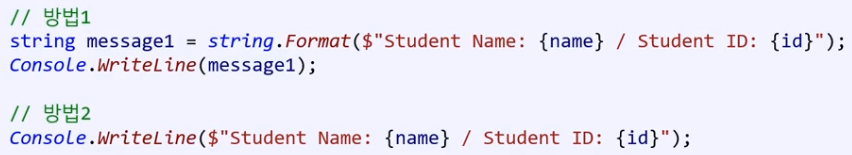 // 방법1
string message1 = string.Format($"Student Name: {name} / Student ID: {id}");
Console.WriteLine(message1);
// 방법2
Console.WriteLine($"Student Name: {name} / Student ID: {id}");